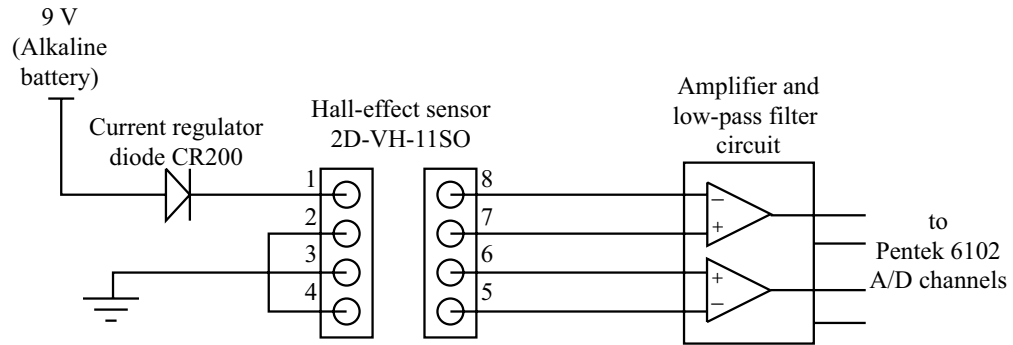 9 V
(Alkaline
battery)
Current regulator
diode CR200
Hall-effect sensor
2D-VH-11SO
1
2
3
4
8
7
6
5
Amplifier and
low-pass filter
circuit
−
+
+
−
to
Pentek 6102
A/D channels